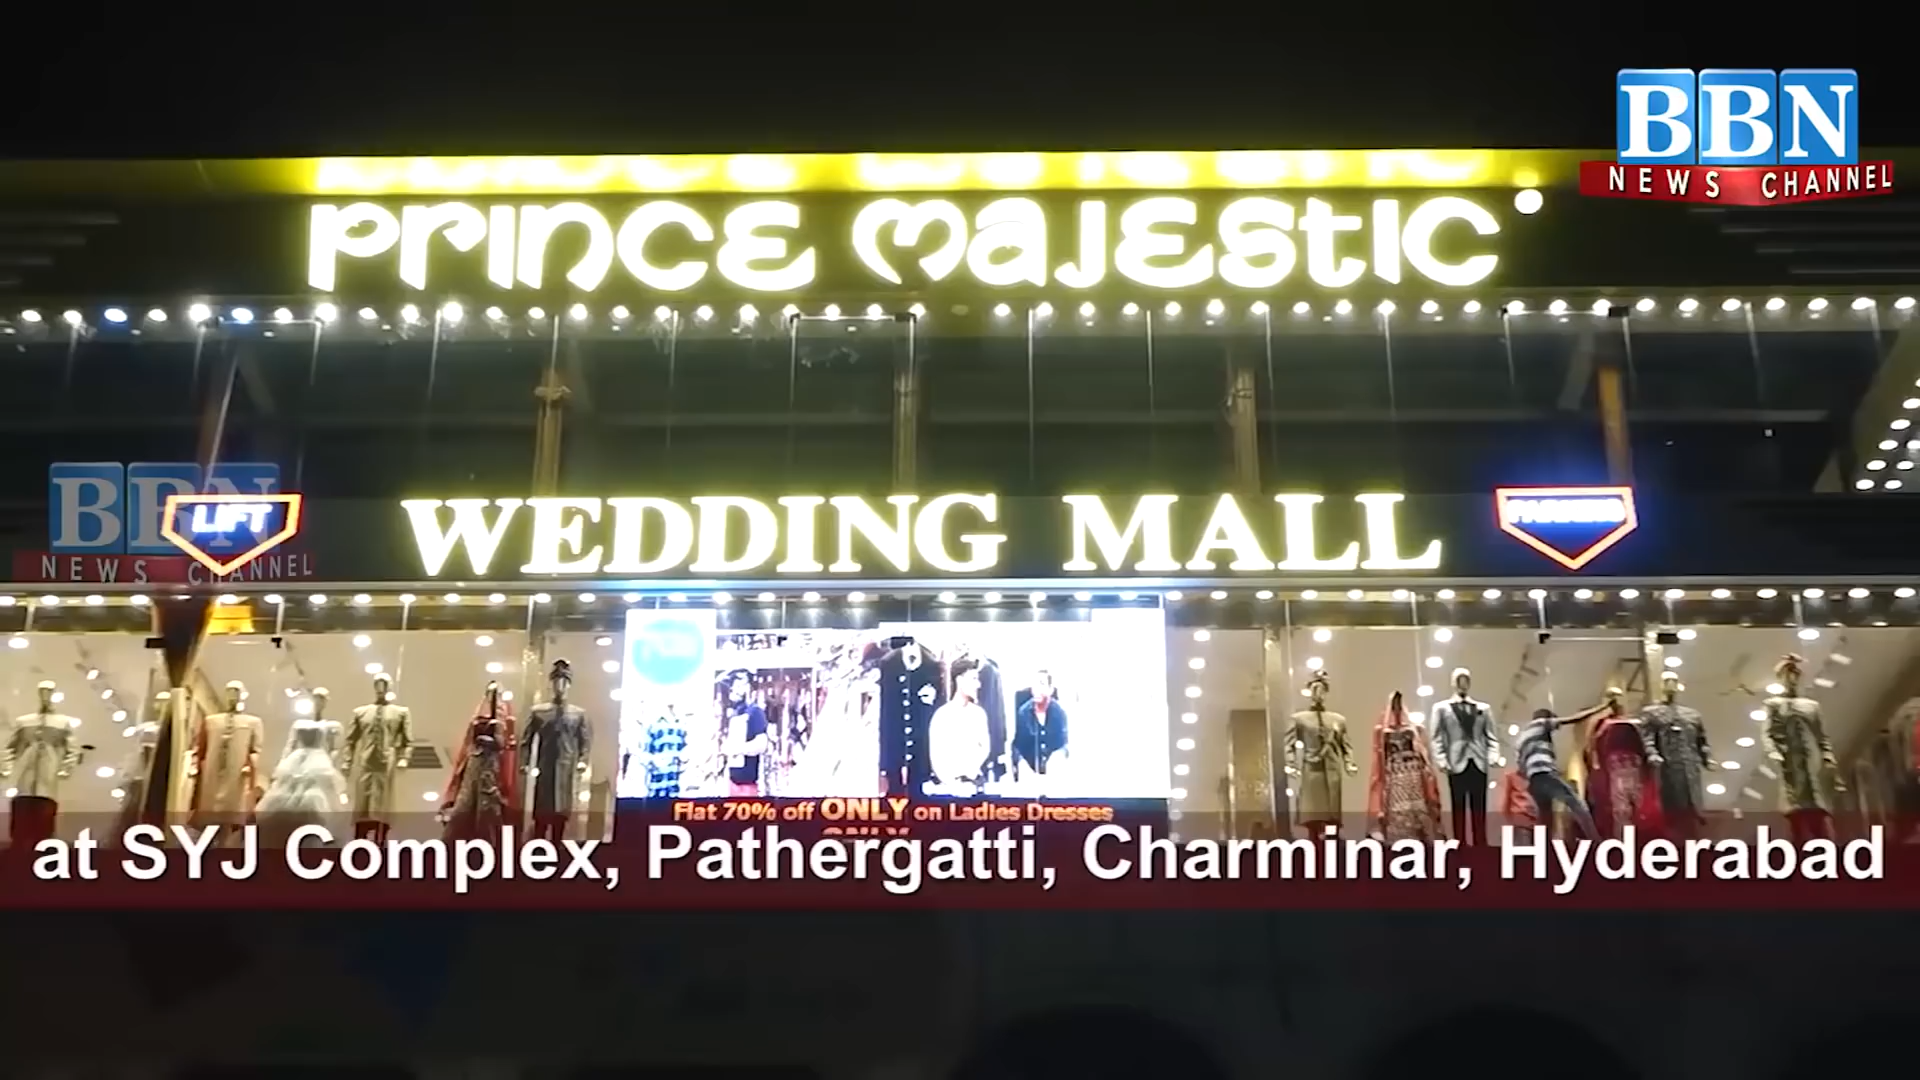 BBN
NEWS CHANNEL
PRINCE MAJESTIC
BBN
NEWS CHANNEL
LIFT
WEDDING MALL
Flat 70% off ONLY on Ladies Dresses
at SYJ Complex, Pathergatti, Charminar, Hyderabad